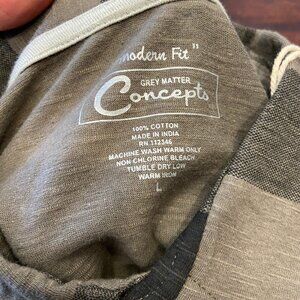 "Modern Fit"
GREY MATTER
Concepts
100% COTTON
MADE IN INDIA
RN 112346
MACHINE WASH WARM ONLY
NON CHLORINE BLEACH
TUMBLE DRY LOW
WARM IRON
L